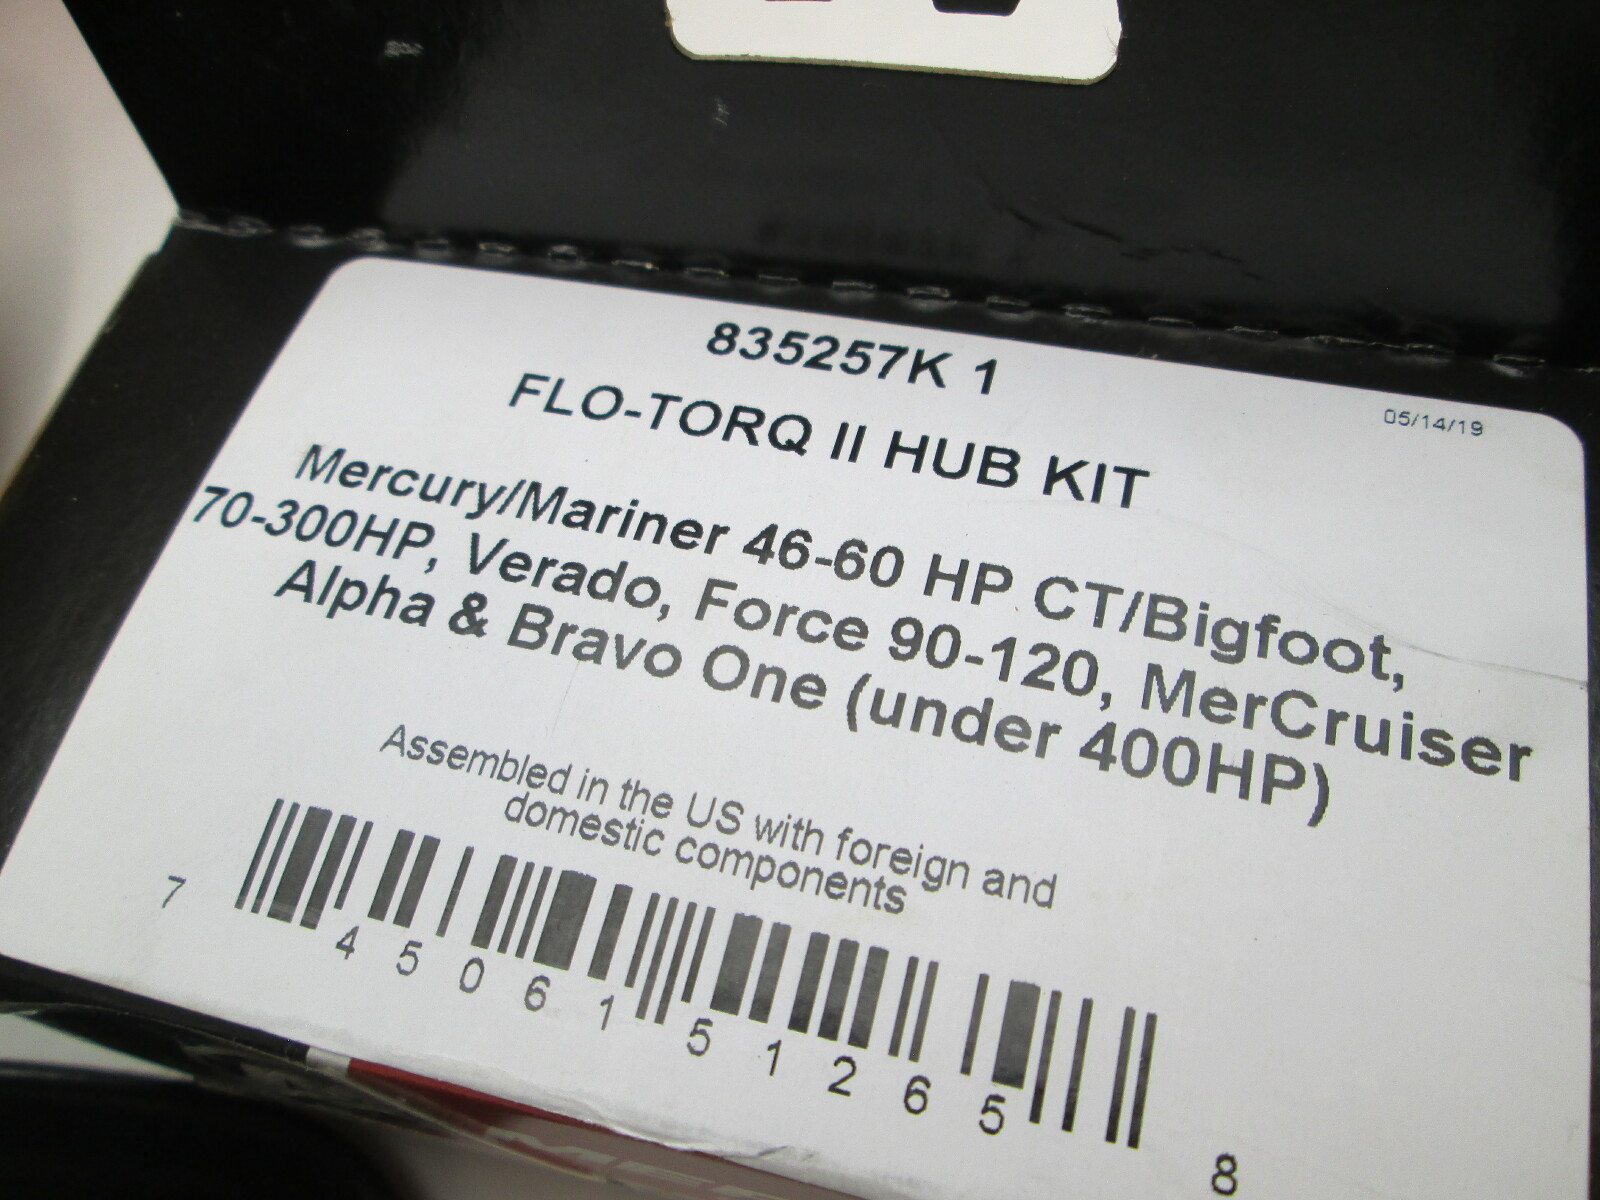 835257K 1
05/14/19
FLO-TORQ II HUB KIT
Mercury/Mariner 46-60 HP CT/Bigfoot,
70-300HP, Verado, Force 90-120, MerCruiser
Alpha & Bravo One (under 400HP)
Assembled in the US with foreign and
domestic components
7 45061 51265 8